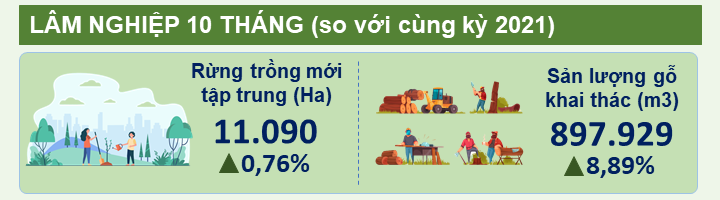 LÂM NGHIỆP 10 THÁNG (so với cùng kỳ 2021)
Rừng trồng mới
tập trung (Ha)
11.090
▲0,76%
Sản lượng gỗ
khai thác (m3)
897.929
▲8,89%